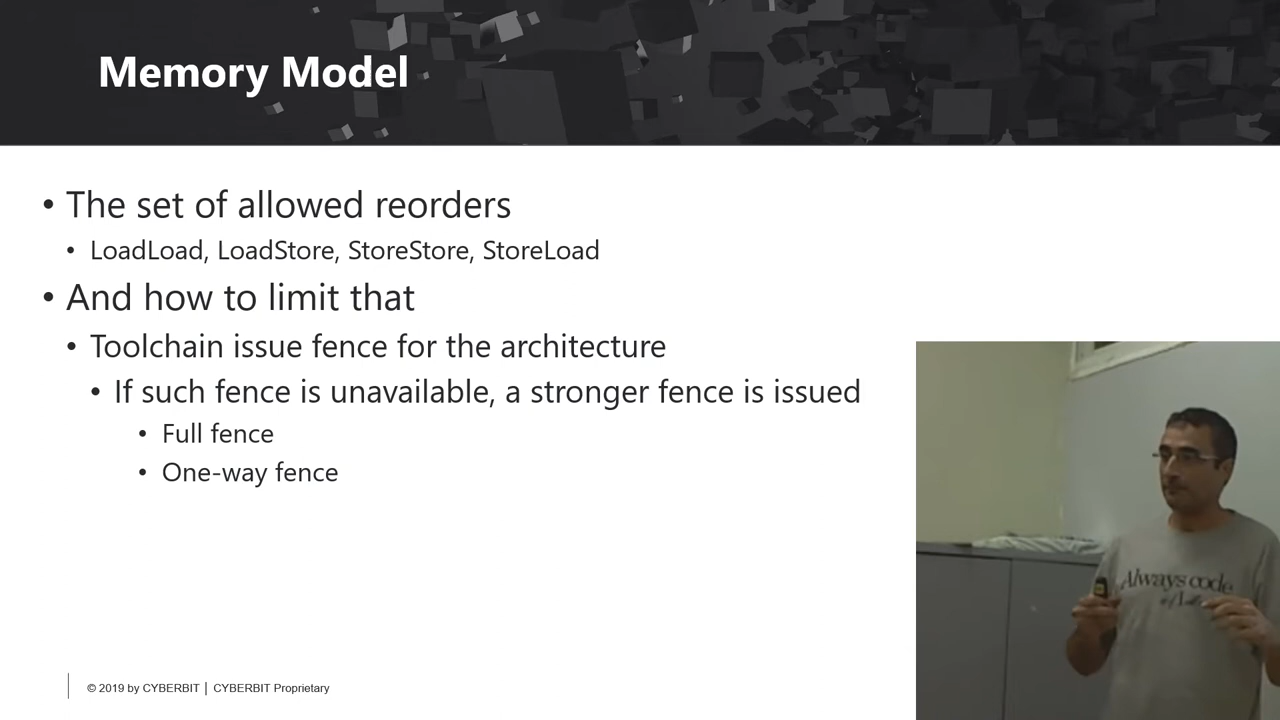 Memory Model
• The set of allowed reorders
• LoadLoad, LoadStore, StoreStore, StoreLoad
• And how to limit that
• Toolchain issue fence for the architecture
• If such fence is unavailable, a stronger fence is issued
• Full fence
• One-way fence
Always code
© 2019 by CYBERBIT | CYBERBIT Proprietary